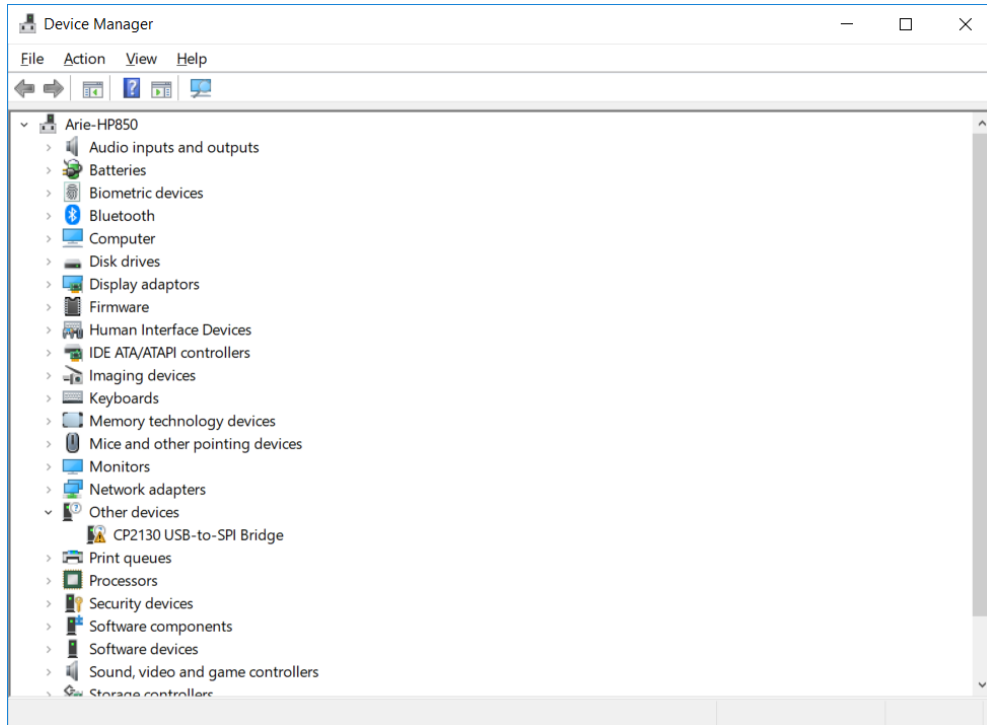 Device Manager
File Action View Help
Arie-HP850
Audio inputs and outputs
Batteries
Biometric devices
Bluetooth
Computer
Disk drives
Display adaptors
Firmware
Human Interface Devices
IDE ATA/ATAPI controllers
Imaging devices
Keyboards
Memory technology devices
Mice and other pointing devices
Monitors
Network adapters
Other devices
CP2130 USB-to-SPI Bridge
Print queues
Processors
Security devices
Software components
Software devices
Sound, video and game controllers
Storage controllers